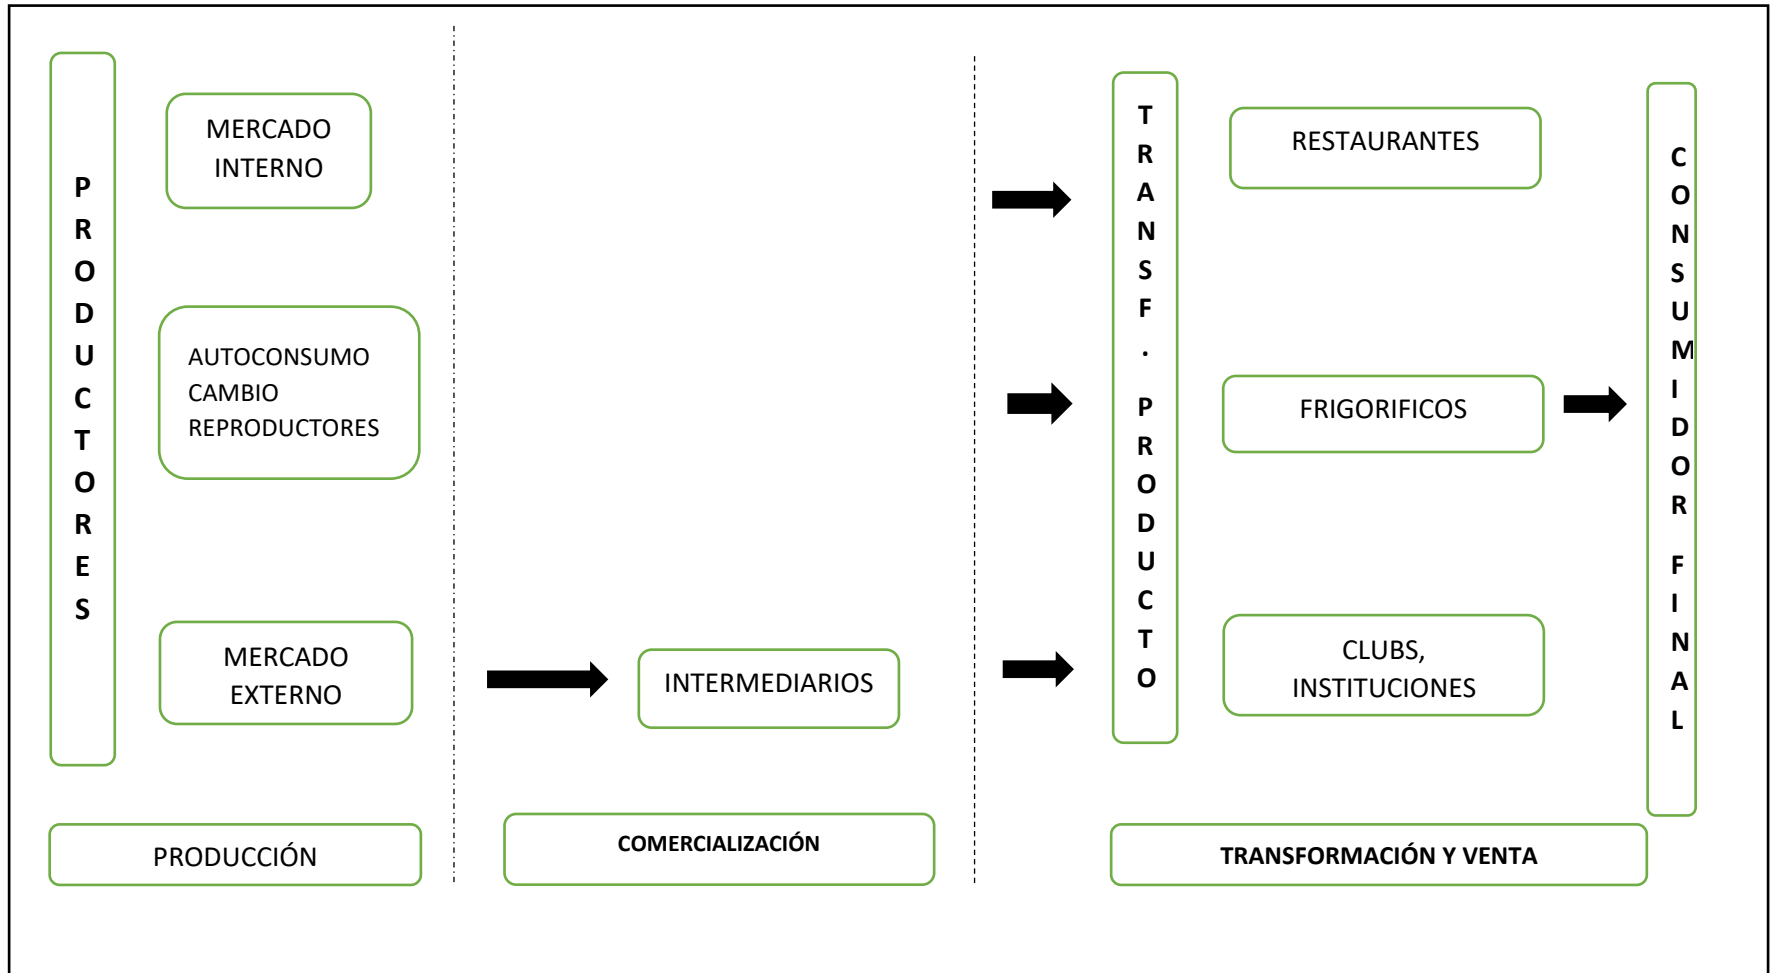 PRODUCTORES
MERCADO
INTERNO
AUTOCONSUMO
CAMBIO
REPRODUCTORES
MERCADO
EXTERNO
INTERMEDIARIOS
TRANSF. PRODUCTO
RESTAURANTES
FRIGORIFICOS
CLUBS,
INSTITUCIONES
CONSUMIDOR FINAL
PRODUCCIÓN
COMERCIALIZACIÓN
TRANSFORMACIÓN Y VENTA